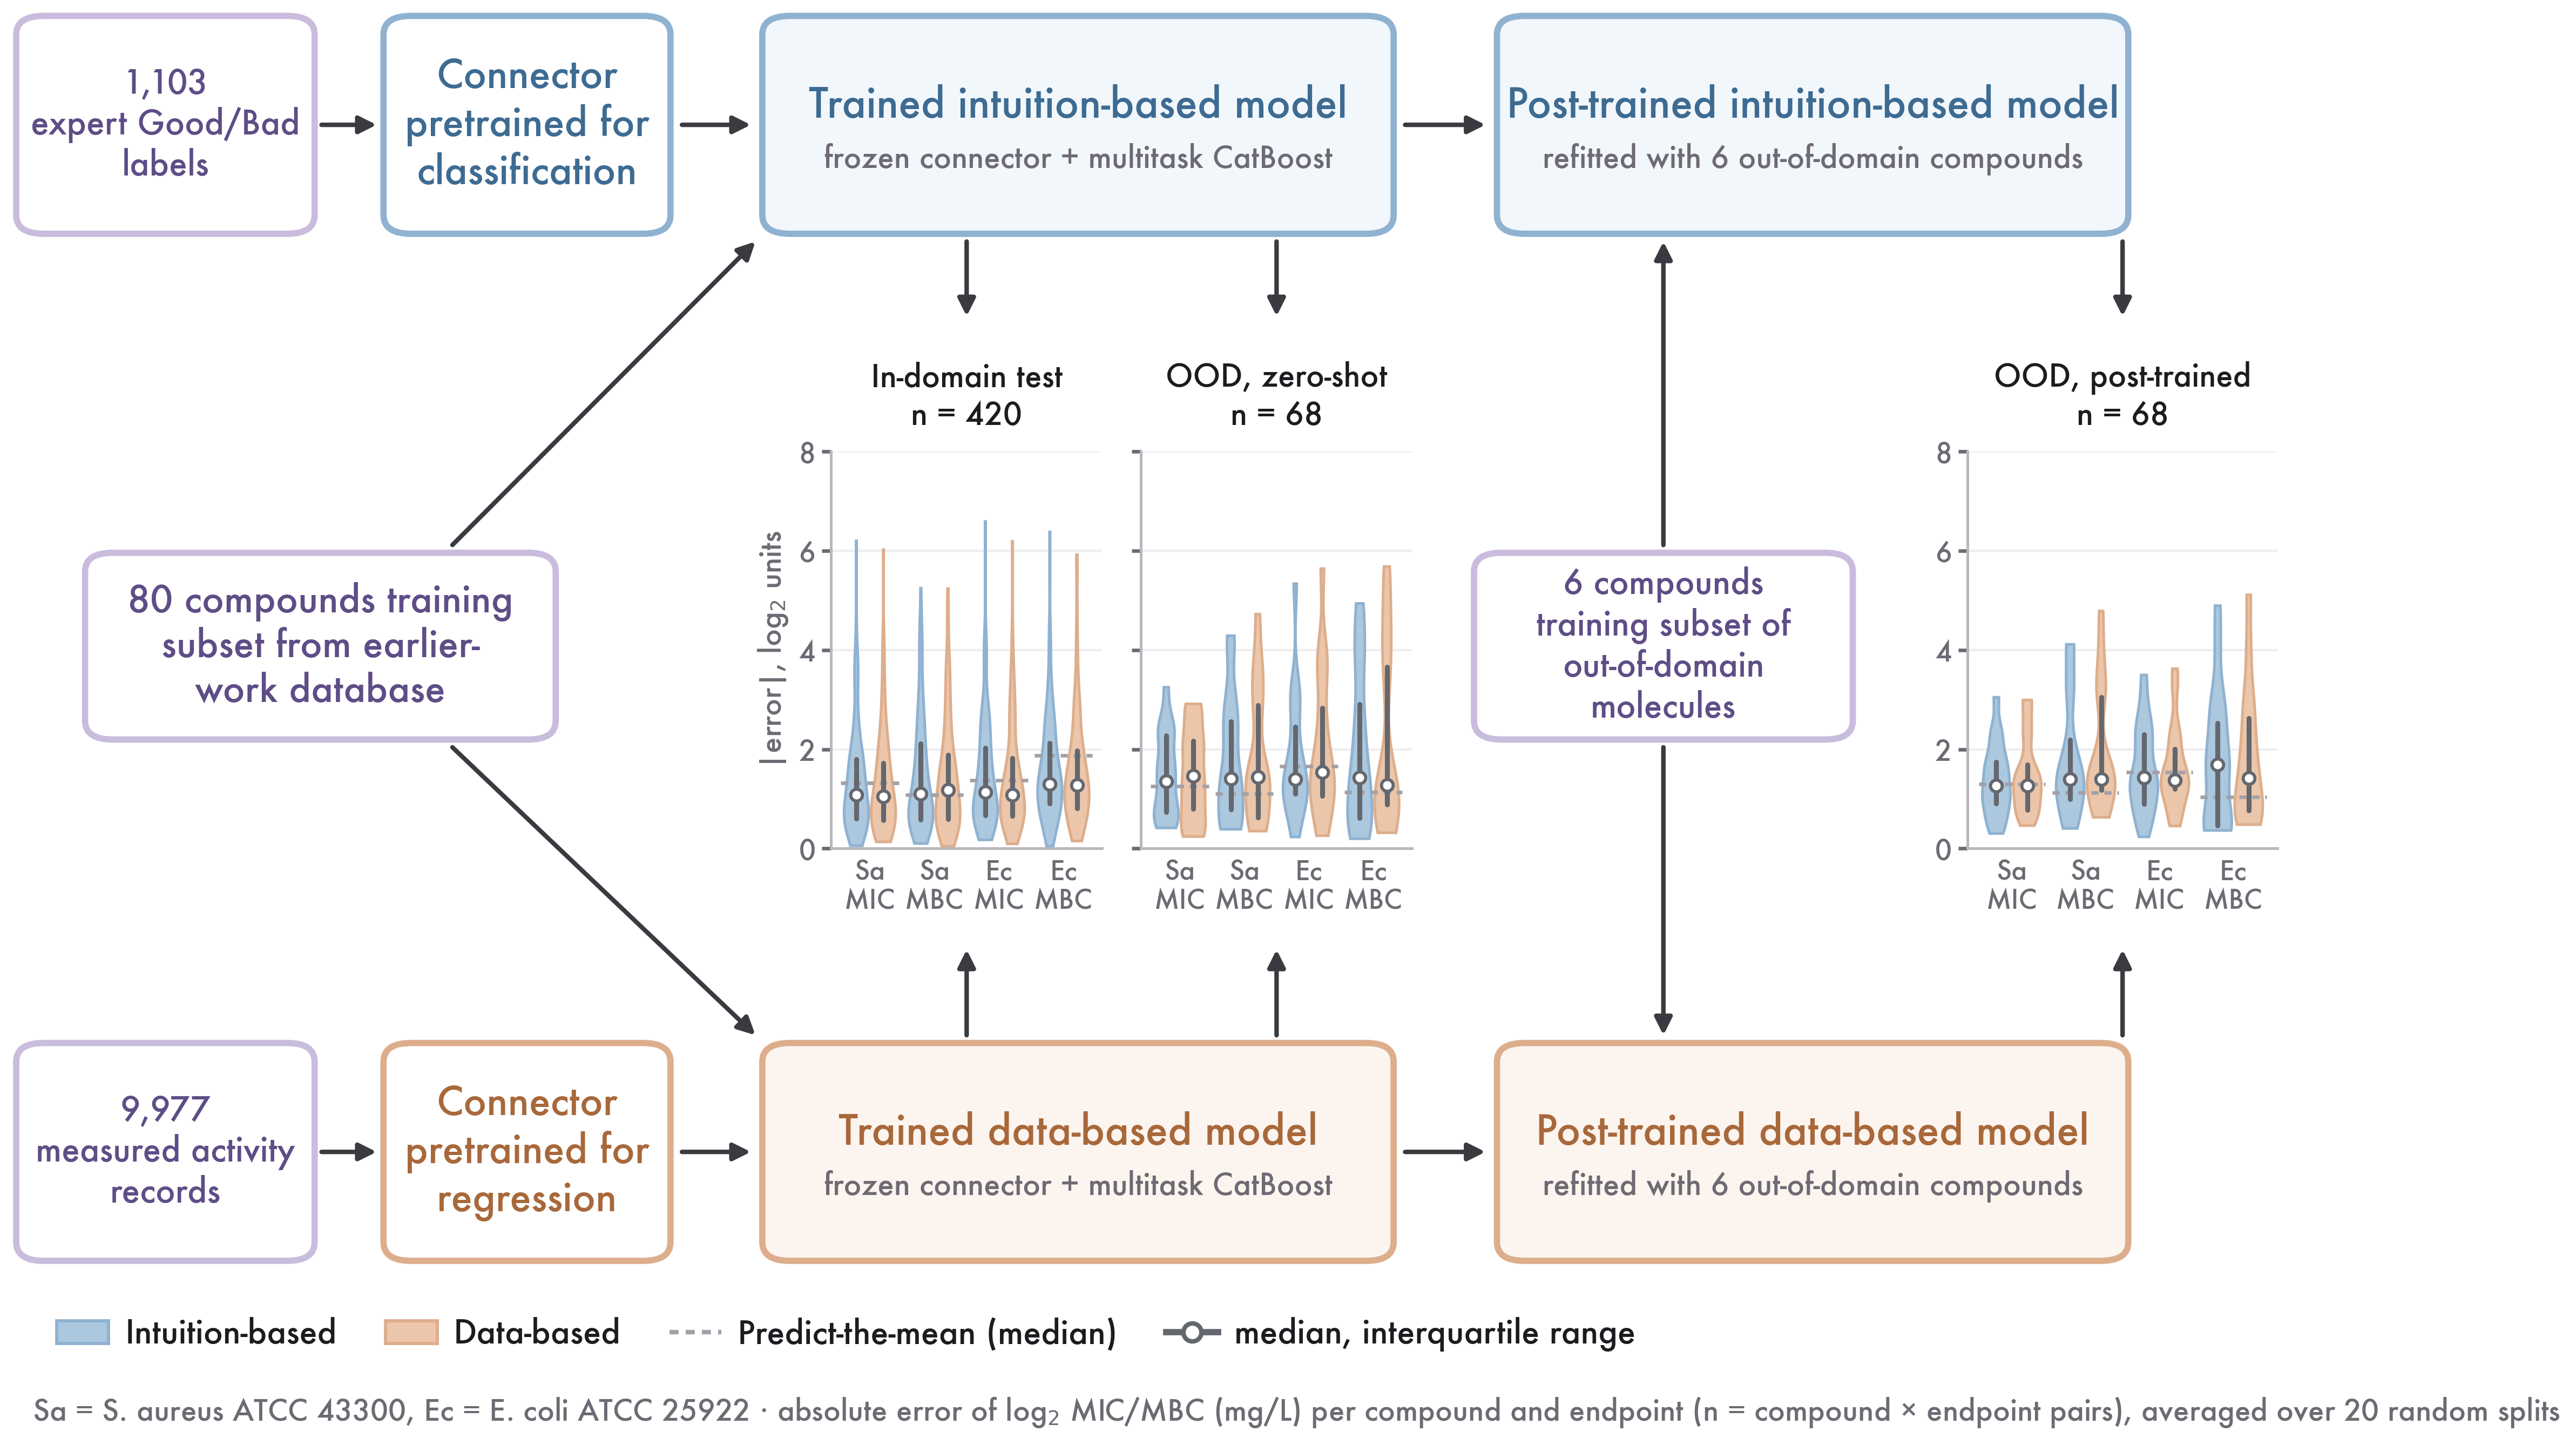 1,103
expert Good/Bad
labels
Connector
pretrained for
classification
Trained intuition-based model
frozen connector + multitask CatBoost
Post-trained intuition-based model
refitted with 6 out-of-domain compounds
80 compounds training
subset from earlier-
work database
In-domain test
n = 420
OOD, zero-shot
n = 68
|error|, log₂ units
8
6
4
2
0
Sa
MIC
Sa
MBC
Ec
MIC
Ec
MBC
Sa
MIC
Sa
MBC
Ec
MIC
Ec
MBC
6 compounds
training subset of
out-of-domain
molecules
OOD, post-trained
n = 68
8
6
4
2
0
Sa
MIC
Sa
MBC
Ec
MIC
Ec
MBC
9,977
measured activity
records
Connector
pretrained for
regression
Trained data-based model
frozen connector + multitask CatBoost
Post-trained data-based model
refitted with 6 out-of-domain compounds
Intuition-based
Data-based
Predict-the-mean (median)
median, interquartile range
Sa = S. aureus ATCC 43300, Ec = E. coli ATCC 25922 · absolute error of log₂ MIC/MBC (mg/L) per compound and endpoint (n = compound × endpoint pairs), averaged over 20 random splits